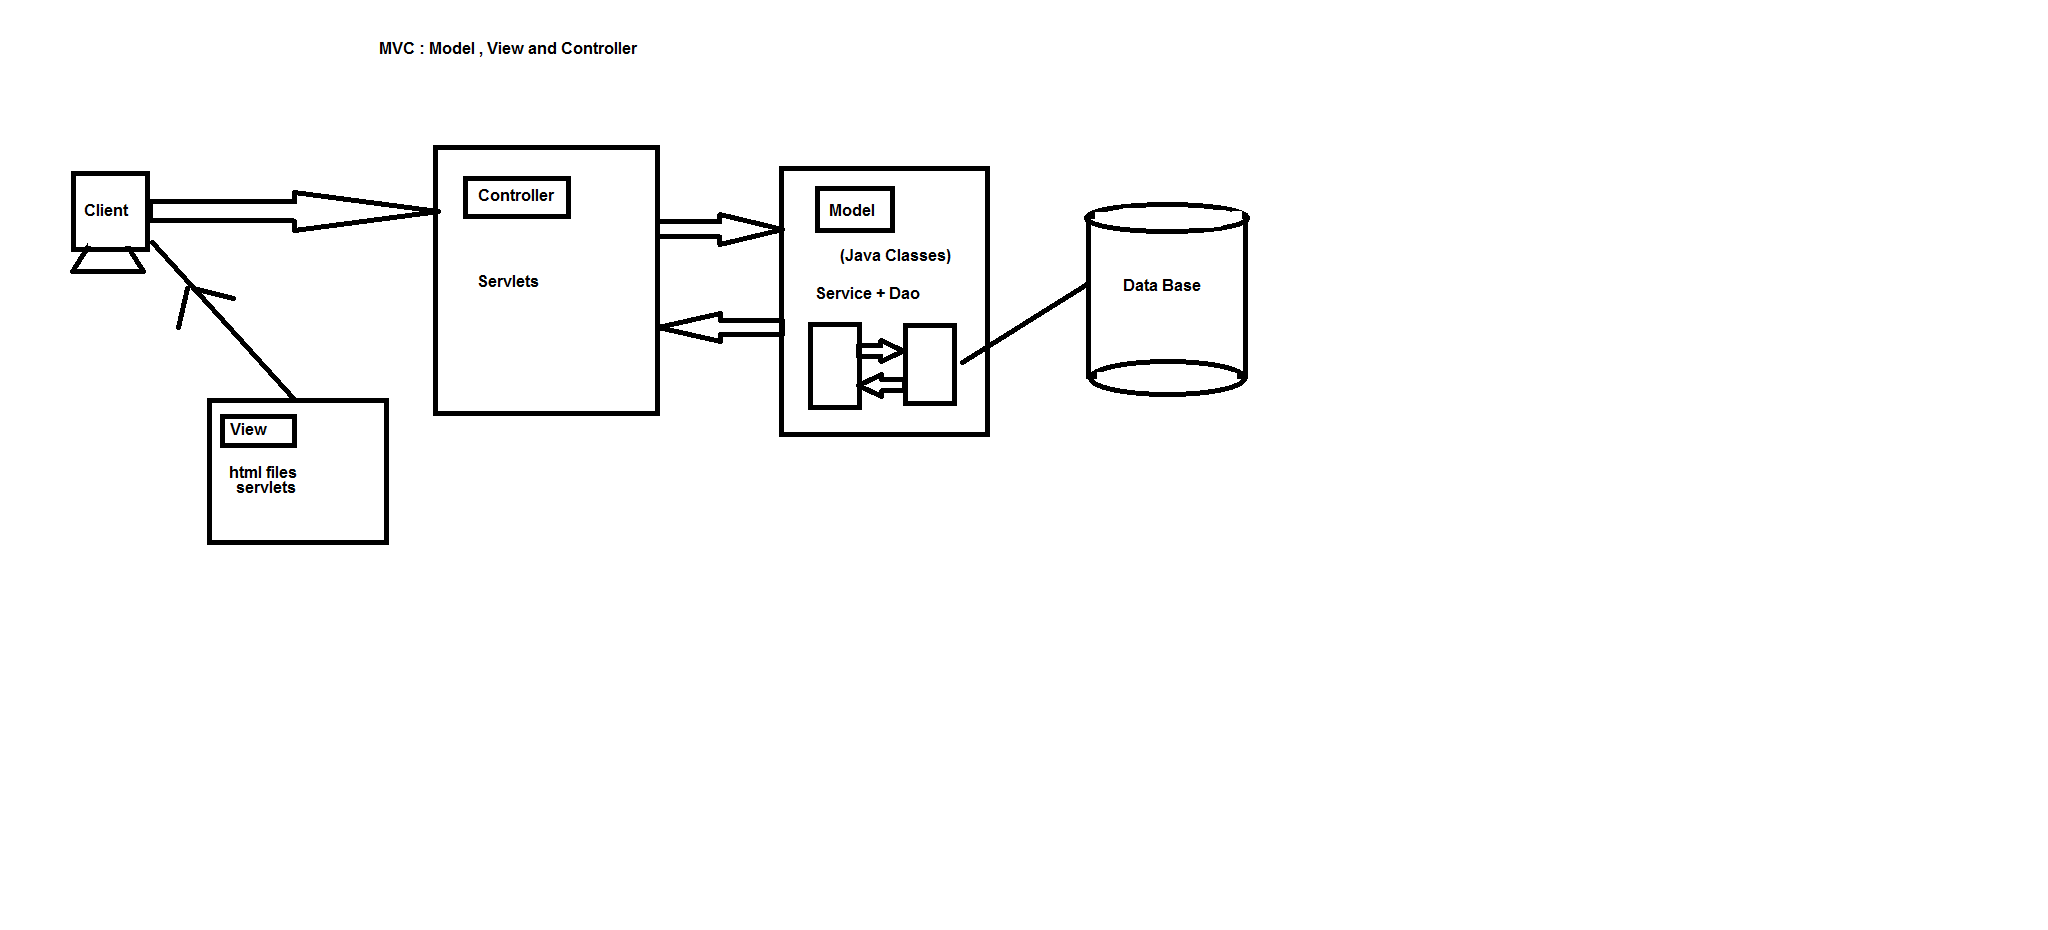 MVC : Model , View and Controller
Client
Controller
Servlets
Model
(Java Classes)
Service + Dao
Data Base
View
html files
servlets